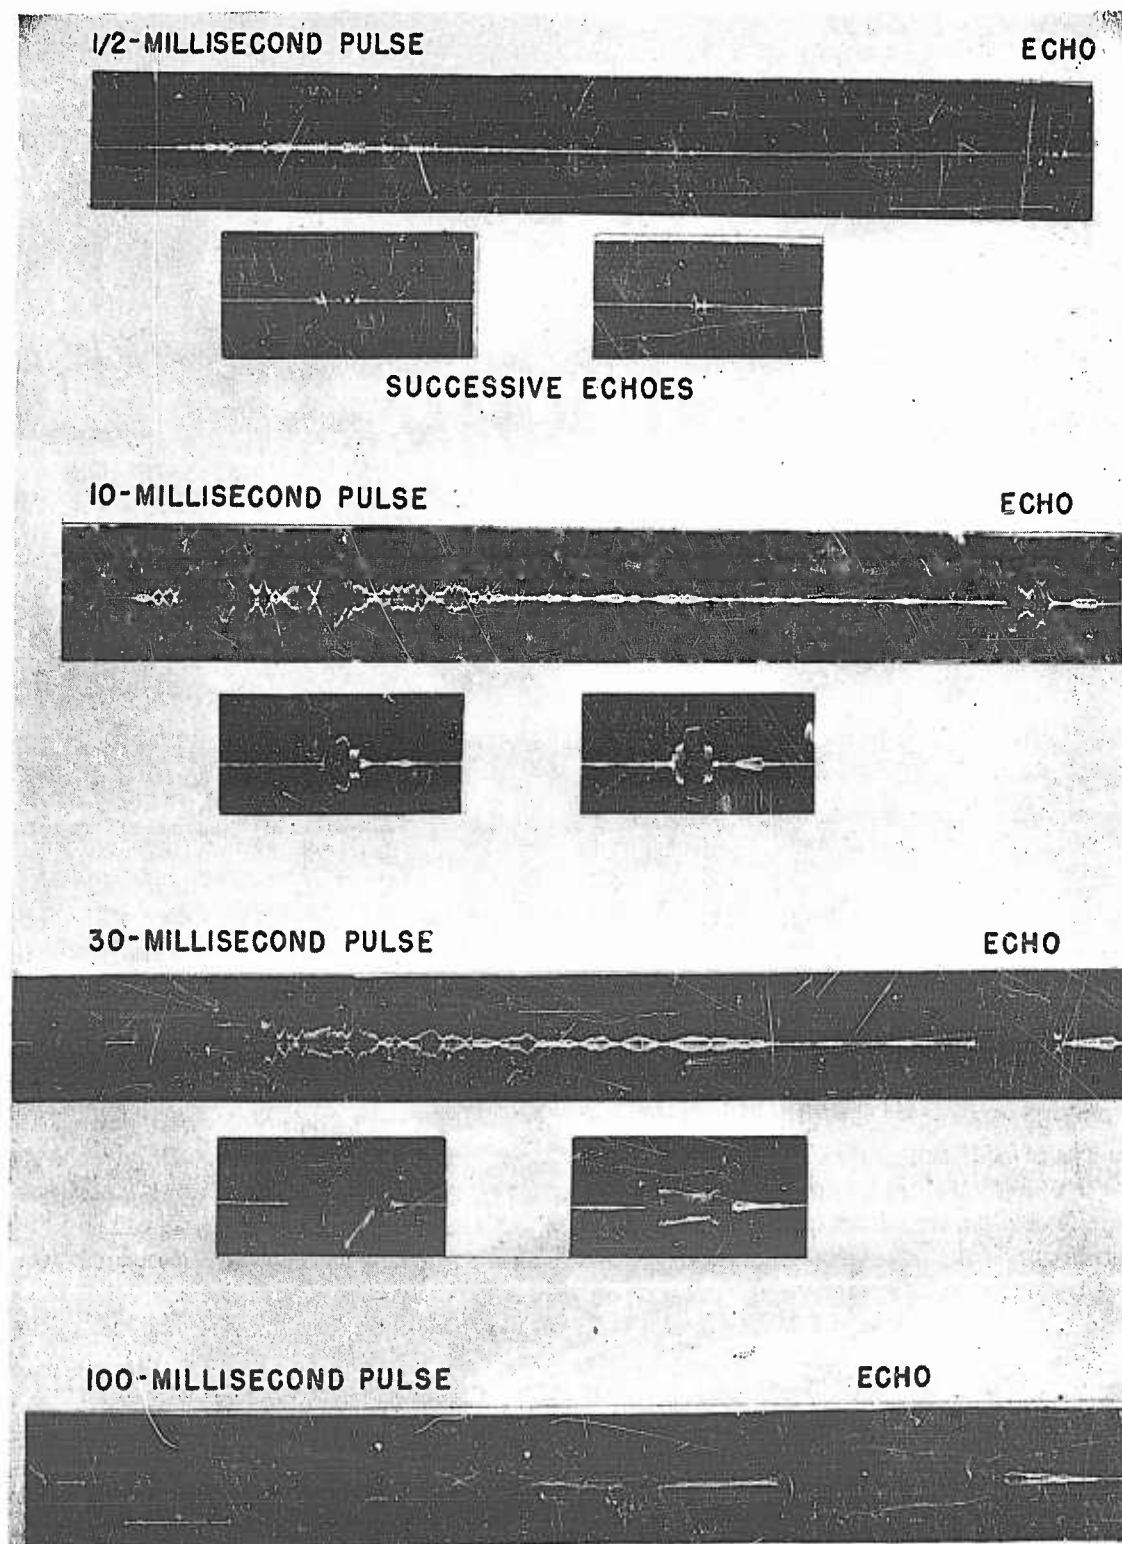 1/2-MILLISECOND PULSE ECHO
SUCCESSIVE ECHOES
10-MILLISECOND PULSE ECHO
30-MILLISECOND PULSE ECHO
100-MILLISECOND PULSE ECHO